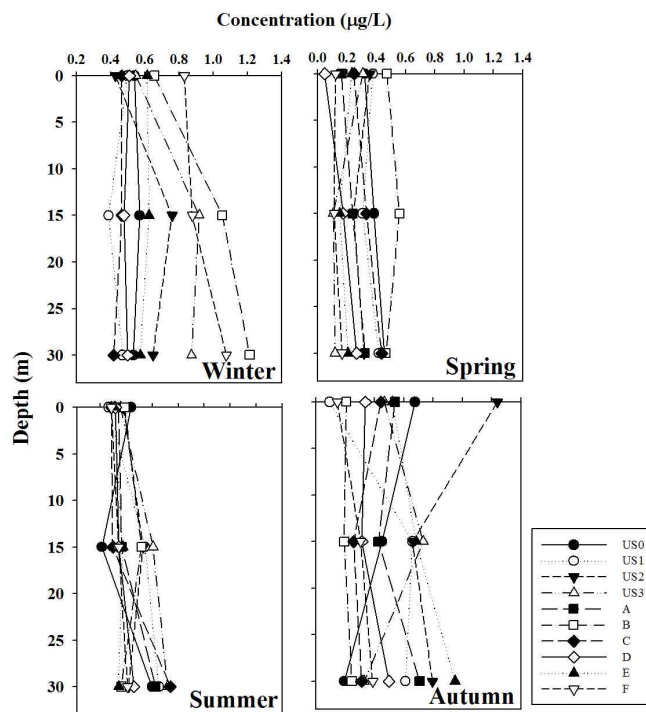 Concentration (μg/L)
0.2 0.4 0.6 0.8 1.0 1.2 1.4 0.0 0.2 0.4 0.6 0.8 1.0 1.2 1.4
0
5
10
15
20
25
30
Winter
Spring
Depth (m)
0
5
10
15
20
25
30
Summer
Autumn
US0
US1
US2
US3
A
B
C
D
E
F